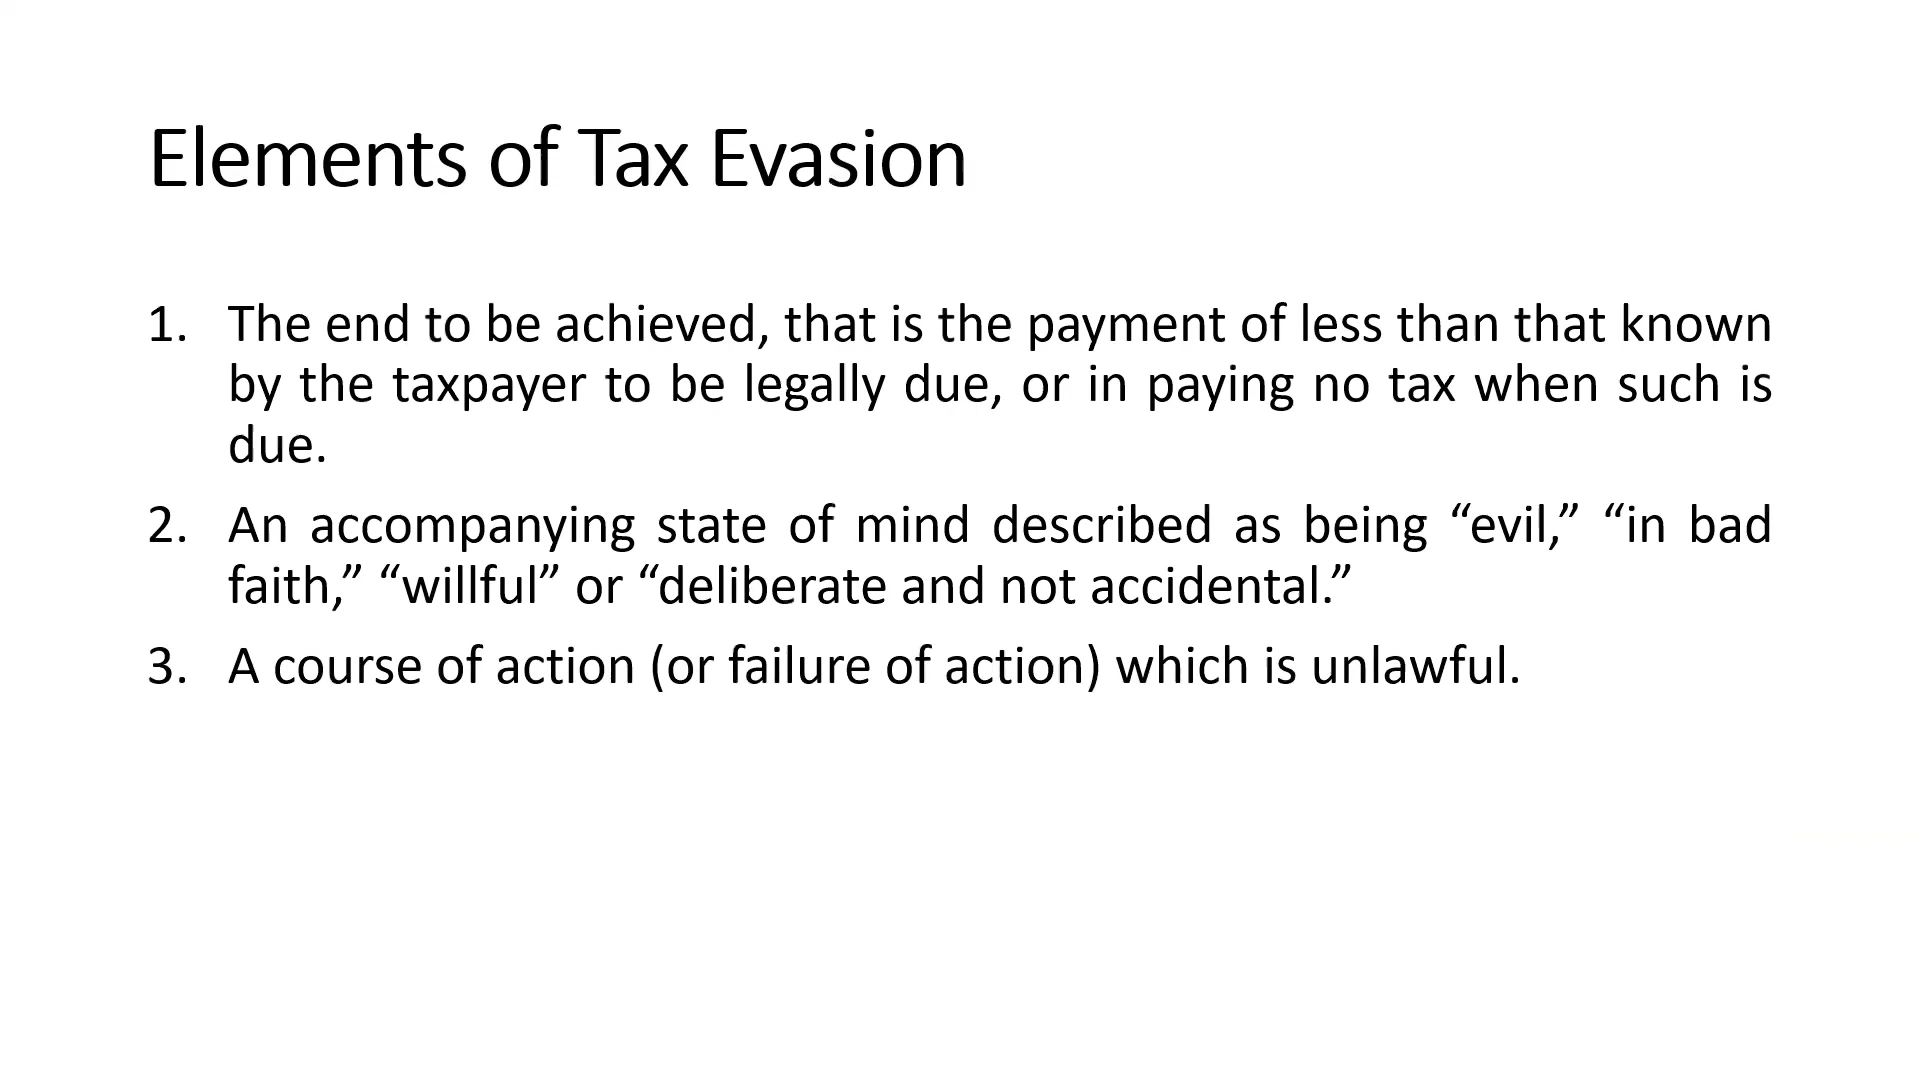 Elements of Tax Evasion
1. The end to be achieved, that is the payment of less than that known
by the taxpayer to be legally due, or in paying no tax when such is
due.
2. An accompanying state of mind described as being “evil,” “in bad
faith,” “willful” or “deliberate and not accidental.”
3. A course of action (or failure of action) which is unlawful.